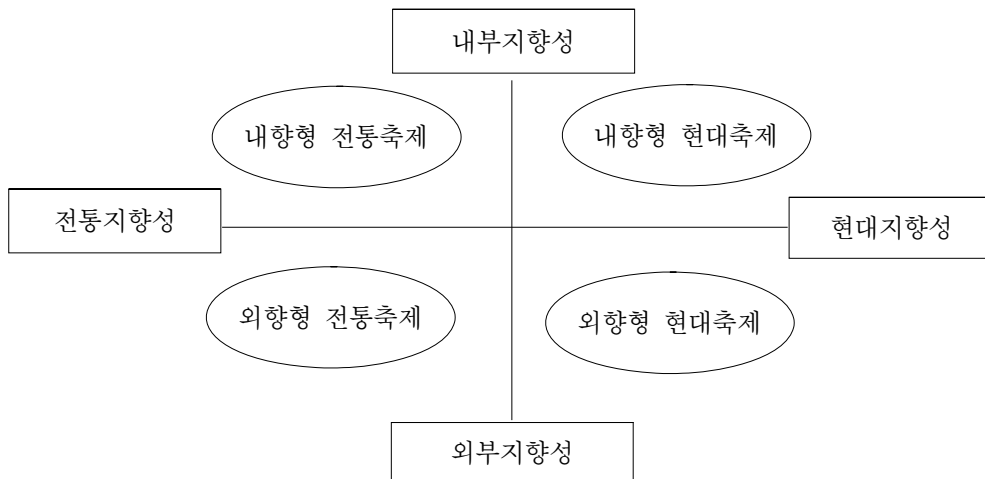 내부지향성
내향형 전통축제
내향형 현대축제
전통지향성
현대지향성
외향형 전통축제
외향형 현대축제
외부지향성